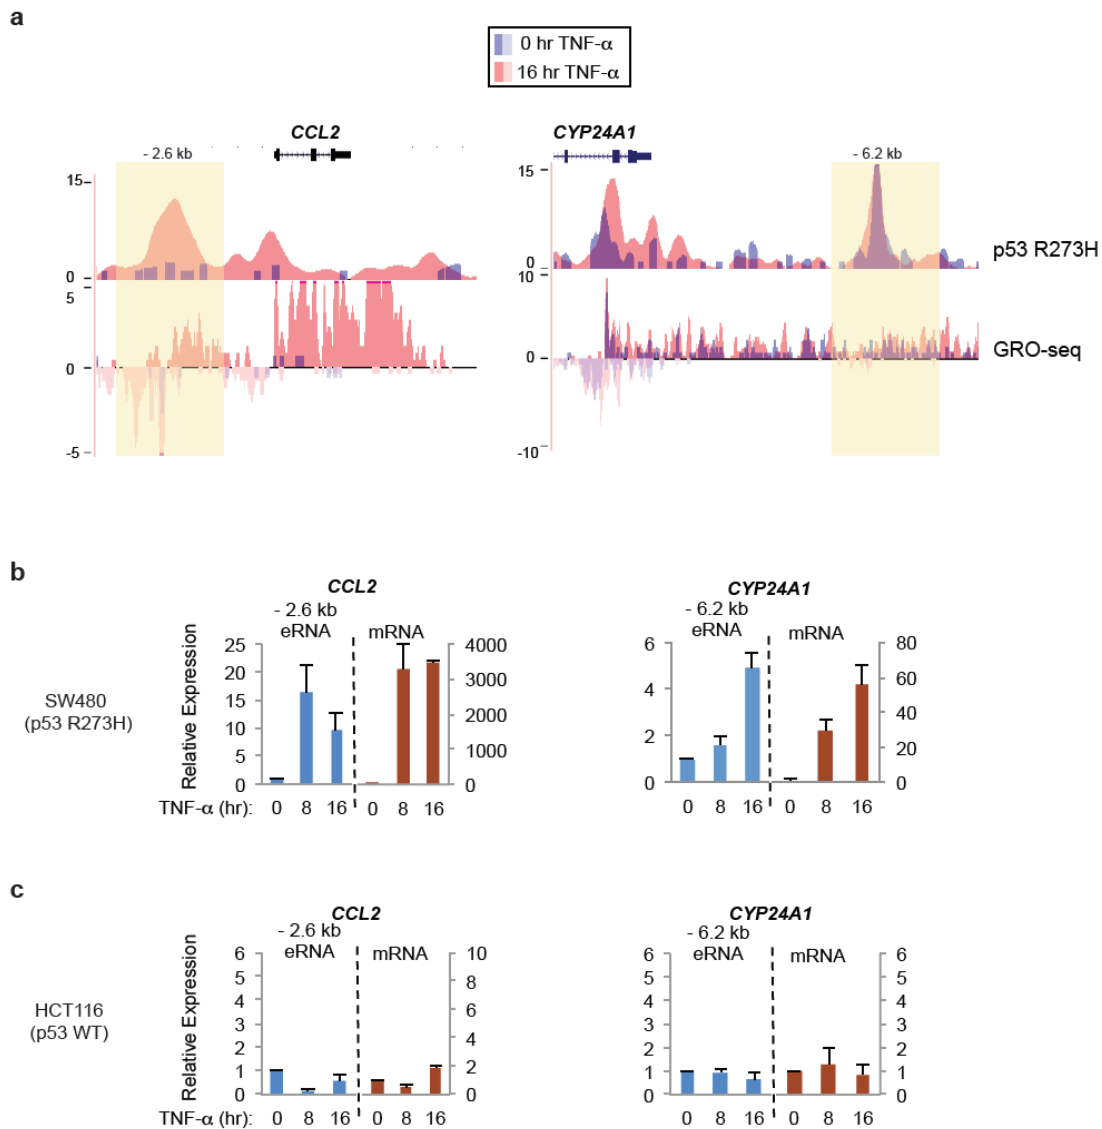 a
0 hr TNF-α
16 hr TNF-α
CCL2
CYP24A1
- 2.6 kb
- 6.2 kb
15
0
5
0
-5
15
0
10
0
-10
p53 R273H
GRO-seq
b
CCL2
- 2.6 kb
eRNA
mRNA
Relative Expression
25
20
15
10
5
0
4000
3000
2000
1000
0
SW480
(p53 R273H)
TNF-α (hr): 0 8 16 0 8 16
CYP24A1
- 6.2 kb
eRNA
mRNA
6
4
2
0
80
60
40
20
0
0 8 16 0 8 16
c
CCL2
- 2.6 kb
eRNA
mRNA
Relative Expression
6
5
4
3
2
1
0
10
8
6
4
2
0
HCT116
(p53 WT)
TNF-α (hr): 0 8 16 0 8 16
CYP24A1
- 6.2 kb
eRNA
mRNA
6
5
4
3
2
1
0
6
5
4
3
2
1
0
0 8 16 0 8 16